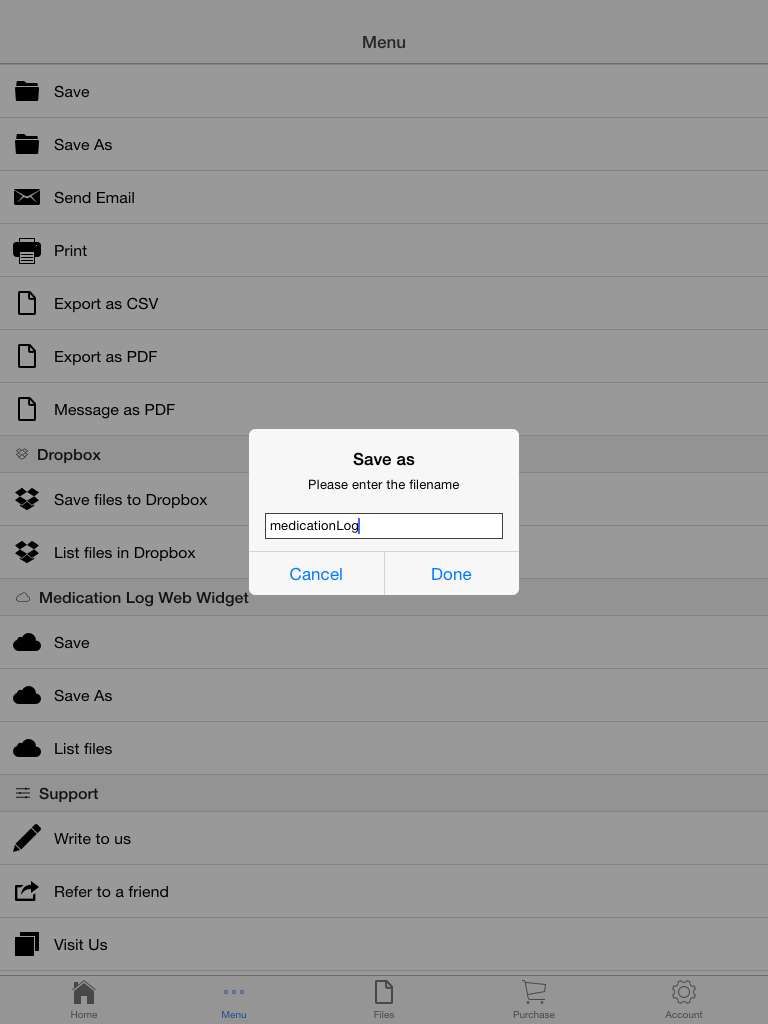 Menu
Save
Save As
Send Email
Print
Export as CSV
Export as PDF
Message as PDF
Dropbox
Save files to Dropbox
List files in Dropbox
Save as
Please enter the filename
medicationLog
Cancel Done
Medication Log Web Widget
Save
Save As
List files
Support
Write to us
Refer to a friend
Visit Us
Home Menu Files Purchase Account